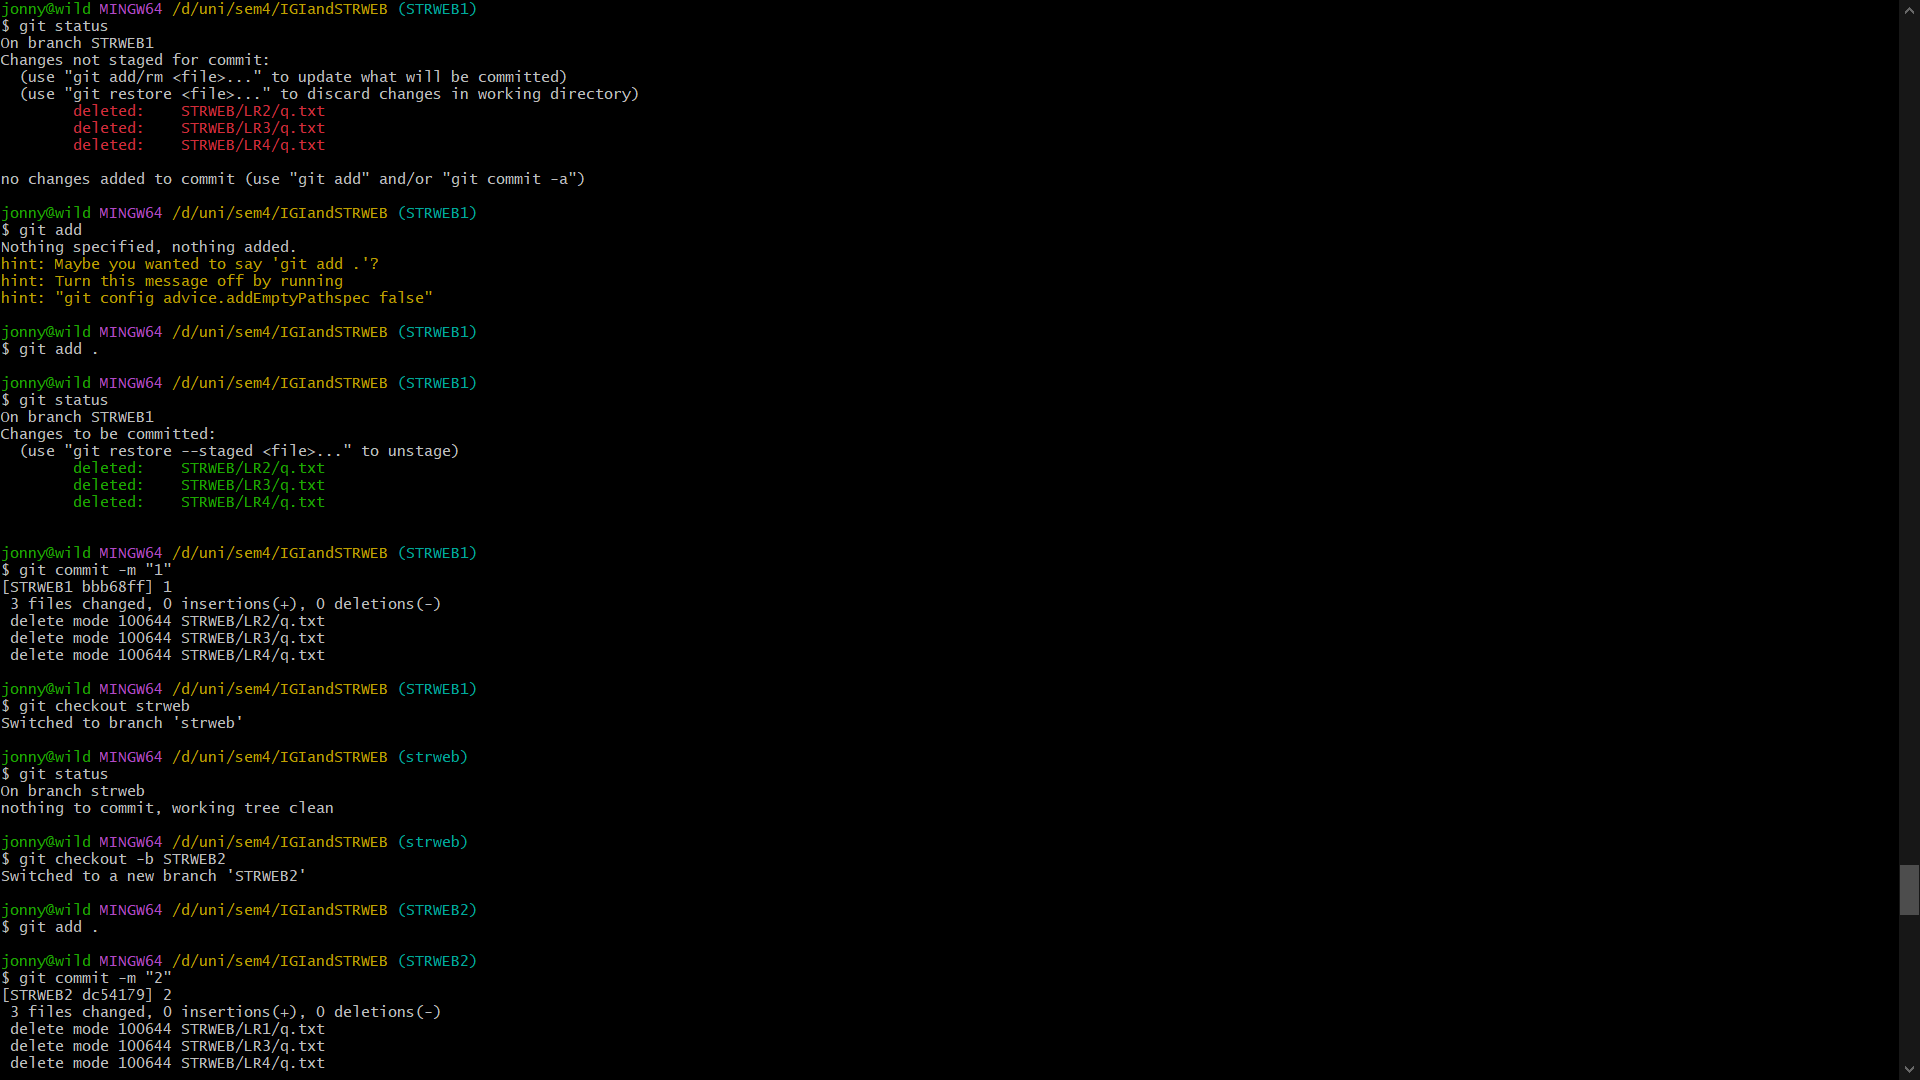 jonny@wild MINGW64 /d/uni/sem4/IGIandSTRWEB (STRWEB1)
$ git status
On branch STRWEB1
Changes not staged for commit:
  (use "git add/rm <file>..." to update what will be committed)
  (use "git restore <file>..." to discard changes in working directory)
        deleted:    STRWEB/LR2/q.txt
        deleted:    STRWEB/LR3/q.txt
        deleted:    STRWEB/LR4/q.txt

no changes added to commit (use "git add" and/or "git commit -a")

jonny@wild MINGW64 /d/uni/sem4/IGIandSTRWEB (STRWEB1)
$ git add
Nothing specified, nothing added.
hint: Maybe you wanted to say 'git add .'?
hint: Turn this message off by running
hint: "git config advice.addEmptyPathspec false"

jonny@wild MINGW64 /d/uni/sem4/IGIandSTRWEB (STRWEB1)
$ git add .

jonny@wild MINGW64 /d/uni/sem4/IGIandSTRWEB (STRWEB1)
$ git status
On branch STRWEB1
Changes to be committed:
  (use "git restore --staged <file>..." to unstage)
        deleted:    STRWEB/LR2/q.txt
        deleted:    STRWEB/LR3/q.txt
        deleted:    STRWEB/LR4/q.txt


jonny@wild MINGW64 /d/uni/sem4/IGIandSTRWEB (STRWEB1)
$ git commit -m "1"
[STRWEB1 bbb68ff] 1
 3 files changed, 0 insertions(+), 0 deletions(-)
 delete mode 100644 STRWEB/LR2/q.txt
 delete mode 100644 STRWEB/LR3/q.txt
 delete mode 100644 STRWEB/LR4/q.txt

jonny@wild MINGW64 /d/uni/sem4/IGIandSTRWEB (STRWEB1)
$ git checkout strweb
Switched to branch 'strweb'

jonny@wild MINGW64 /d/uni/sem4/IGIandSTRWEB (strweb)
$ git status
On branch strweb
nothing to commit, working tree clean

jonny@wild MINGW64 /d/uni/sem4/IGIandSTRWEB (strweb)
$ git checkout -b STRWEB2
Switched to a new branch 'STRWEB2'

jonny@wild MINGW64 /d/uni/sem4/IGIandSTRWEB (STRWEB2)
$ git add .

jonny@wild MINGW64 /d/uni/sem4/IGIandSTRWEB (STRWEB2)
$ git commit -m "2"
[STRWEB2 dc54179] 2
 3 files changed, 0 insertions(+), 0 deletions(-)
 delete mode 100644 STRWEB/LR1/q.txt
 delete mode 100644 STRWEB/LR3/q.txt
 delete mode 100644 STRWEB/LR4/q.txt